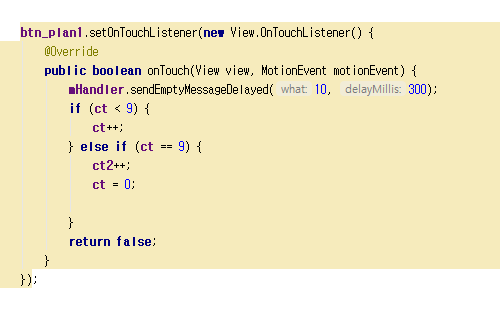 btn_plan1.setOnTouchListener(new View.OnTouchListener() {
@Override
public boolean onTouch(View view, MotionEvent motionEvent) {
mHandler.sendEmptyMessageDelayed( what: 10, delayMillis: 300);
if (ct < 9) {
ct++;
} else if (ct == 9) {
ct2++;
ct = 0;
}
return false;
}
});